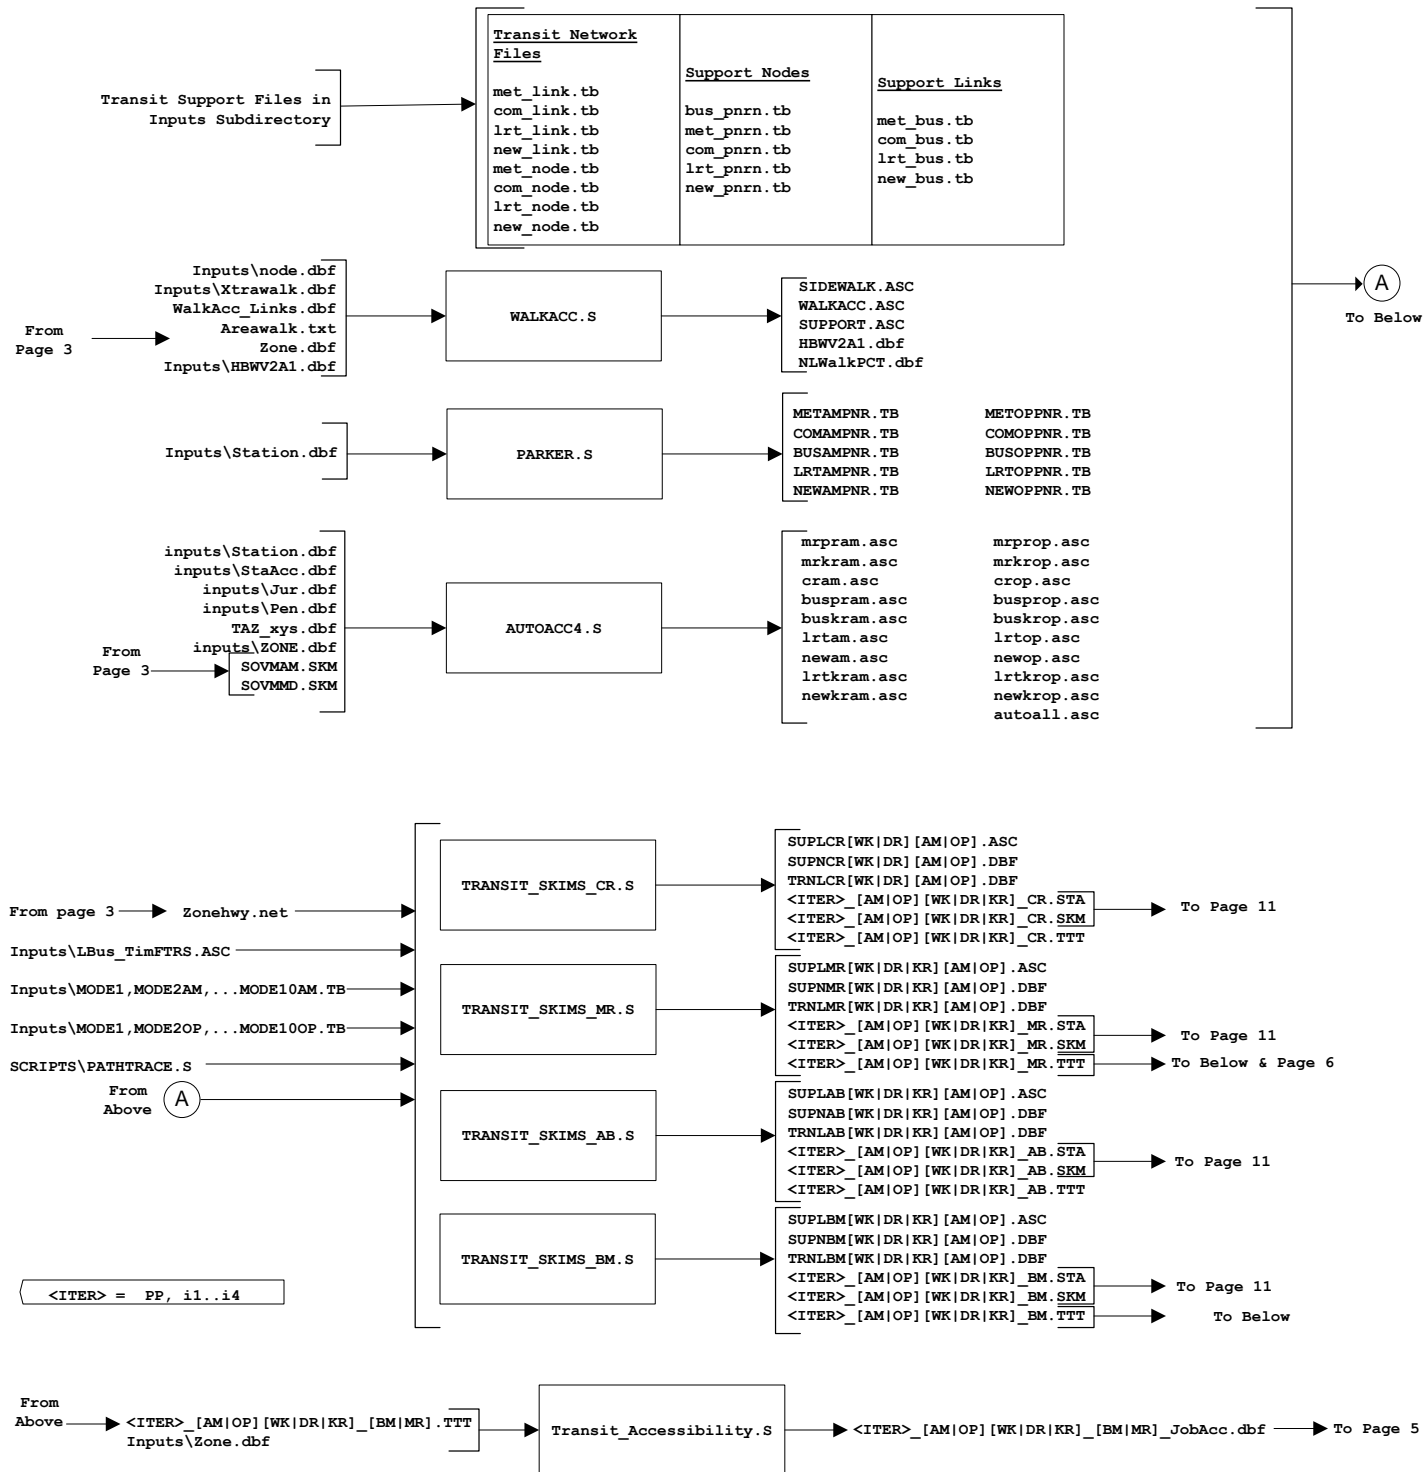 Transit Support Files in
Inputs Subdirectory
Transit Network
Files
met_link.tb
com_link.tb
lrt_link.tb
new_link.tb
met_node.tb
com_node.tb
lrt_node.tb
new_node.tb
Support Nodes
bus_pnrn.tb
met_pnrn.tb
com_pnrn.tb
lrt_pnrn.tb
new_pnrn.tb
Support Links
met_bus.tb
com_bus.tb
lrt_bus.tb
new_bus.tb
A
To Below
From
Page 3
Inputs\node.dbf
Inputs\Xtrawalk.dbf
WalkAcc_Links.dbf
Areawalk.txt
Zone.dbf
Inputs\HBWV2A1.dbf
WALKACC.S
SIDEWALK.ASC
WALKACC.ASC
SUPPORT.ASC
HBWV2A1.dbf
NLWalkPCT.dbf
Inputs\Station.dbf
PARKER.S
METAMPNR.TB
COMAMPNR.TB
BUSAMPNR.TB
LRTAMPNR.TB
NEWAMPNR.TB
METOPPNR.TB
COMOPPNR.TB
BUSOPPNR.TB
LRTOPPNR.TB
NEWOPPNR.TB
inputs\Station.dbf
inputs\StaAcc.dbf
inputs\Jur.dbf
inputs\Pen.dbf
TAZ_xys.dbf
inputs\ZONE.dbf
From
Page 3
SOVMAM.SKM
SOVMMD.SKM
AUTOACC4.S
mrpram.asc
mrkram.asc
cram.asc
buspram.asc
buskram.asc
lrtam.asc
newam.asc
lrtkram.asc
newkram.asc
mrprop.asc
mrkrop.asc
crop.asc
busprop.asc
buskrop.asc
lrtop.asc
newop.asc
lrtkrop.asc
newkrop.asc
autoall.asc
From page 3
Zonehwy.net
Inputs\LBus_TimFTRS.ASC
Inputs\MODE1,MODE2AM,...MODE10AM.TB
Inputs\MODE1,MODE2OP,...MODE10OP.TB
SCRIPTS\PATHTRACE.S
From
Above
A
<ITER> = PP, i1..i4
TRANSIT_SKIMS_CR.S
SUPLCR[WK|DR][AM|OP].ASC
SUPNCR[WK|DR][AM|OP].DBF
TRNLCR[WK|DR][AM|OP].DBF
<ITER>_[AM|OP][WK|DR|KR]_CR.STA
<ITER>_[AM|OP][WK|DR|KR]_CR.SKM
<ITER>_[AM|OP][WK|DR|KR]_CR.TTT
To Page 11
TRANSIT_SKIMS_MR.S
SUPLMR[WK|DR|KR][AM|OP].ASC
SUPNMR[WK|DR|KR][AM|OP].DBF
TRNLMR[WK|DR|KR][AM|OP].DBF
<ITER>_[AM|OP][WK|DR|KR]_MR.STA
<ITER>_[AM|OP][WK|DR|KR]_MR.SKM
<ITER>_[AM|OP][WK|DR|KR]_MR.TTT
To Page 11
To Below & Page 6
TRANSIT_SKIMS_AB.S
SUPLAB[WK|DR|KR][AM|OP].ASC
SUPNAB[WK|DR|KR][AM|OP].DBF
TRNLAB[WK|DR|KR][AM|OP].DBF
<ITER>_[AM|OP][WK|DR|KR]_AB.STA
<ITER>_[AM|OP][WK|DR|KR]_AB.SKM
<ITER>_[AM|OP][WK|DR|KR]_AB.TTT
To Page 11
TRANSIT_SKIMS_BM.S
SUPLBM[WK|DR|KR][AM|OP].ASC
SUPNBM[WK|DR|KR][AM|OP].DBF
TRNLBM[WK|DR|KR][AM|OP].DBF
<ITER>_[AM|OP][WK|DR|KR]_BM.STA
<ITER>_[AM|OP][WK|DR|KR]_BM.SKM
<ITER>_[AM|OP][WK|DR|KR]_BM.TTT
To Page 11
To Below
From
Above
<ITER>_[AM|OP][WK|DR|KR]_[BM|MR].TTT
Inputs\Zone.dbf
Transit_Accessibility.S
<ITER>_[AM|OP][WK|DR|KR]_[BM|MR]_JobAcc.dbf
To Page 5